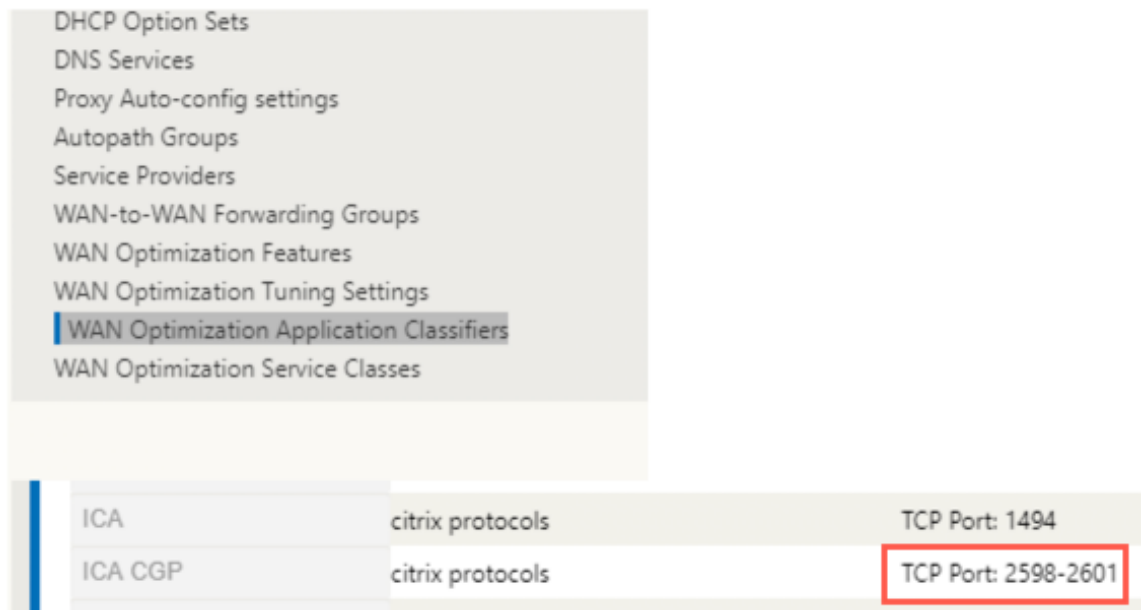 DHCP Option Sets
DNS Services
Proxy Auto-config settings
Autopath Groups
Service Providers
WAN-to-WAN Forwarding Groups
WAN Optimization Features
WAN Optimization Tuning Settings
WAN Optimization Application Classifiers
WAN Optimization Service Classes
ICA citrix protocols TCP Port: 1494
ICA CGP citrix protocols TCP Port: 2598-2601